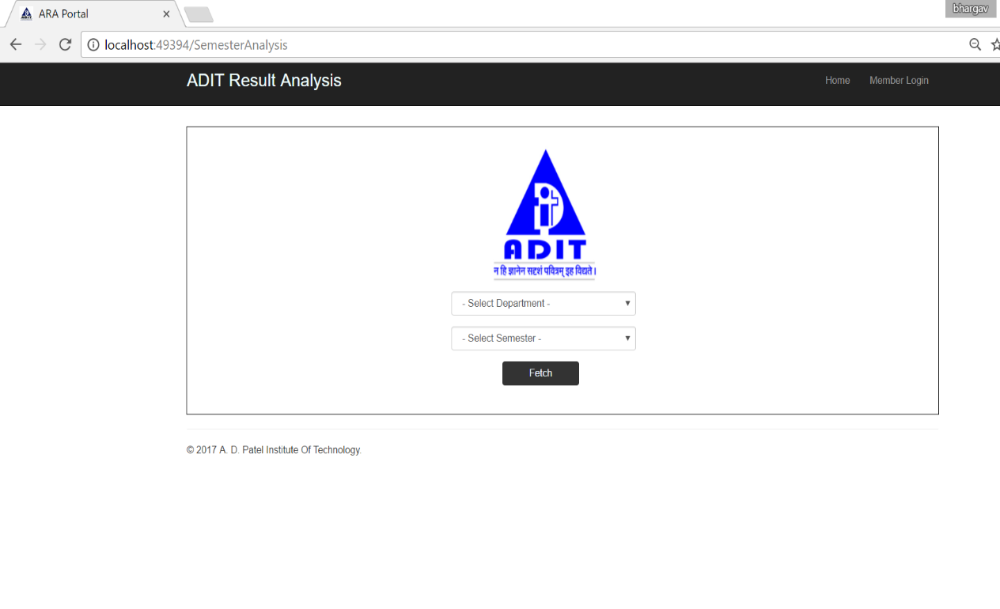 ARA Portal
bhargav
localhost:49394/SemesterAnalysis
ADIT Result Analysis
Home
Member Login
ADIT
न हि ज्ञानेन सदृशं पवित्रम् इह विद्यते।
- Select Department -
- Select Semester -
Fetch
© 2017 A. D. Patel Institute Of Technology.